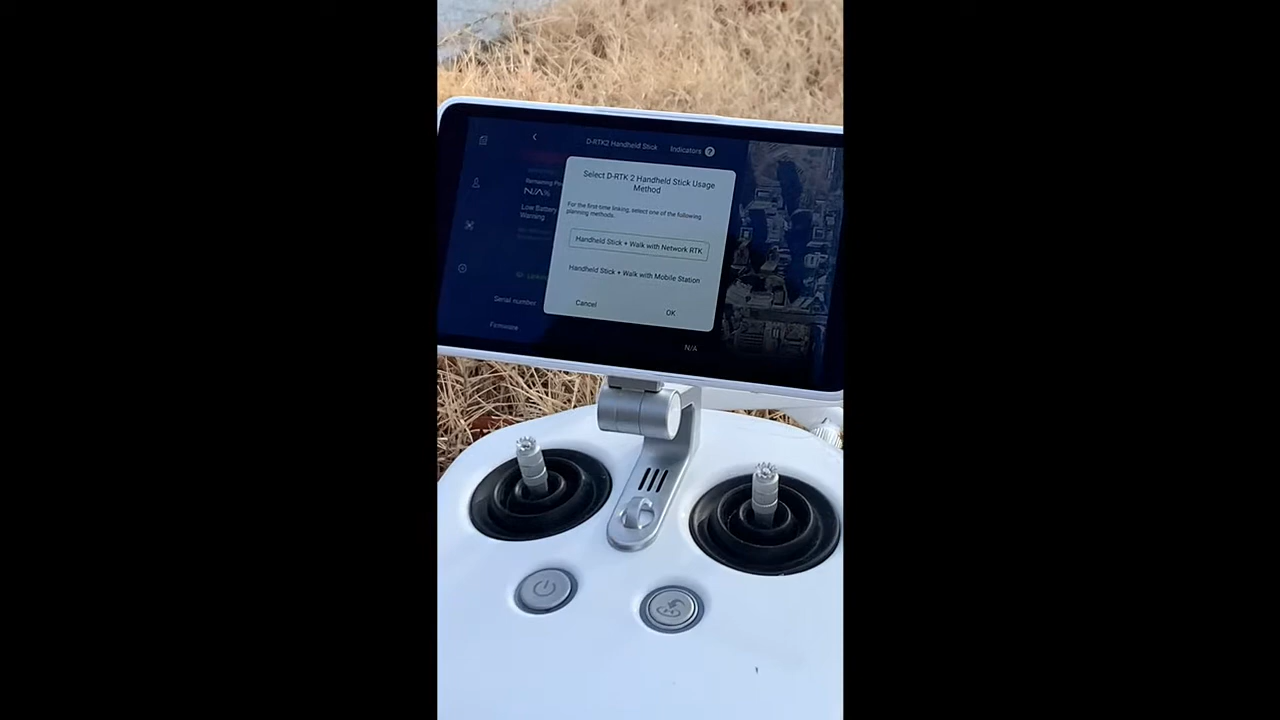 D-RTK2 Handheld Stick
Indicators ?
Select D-RTK 2 Handheld Stick Usage
Method
For the first-time linking, select one of the following
planning methods.
Handheld Stick + Walk with Network RTK
Handheld Stick + Walk with Mobile Station
Cancel
OK
Remaining
N/A%
Low Battery
Warning
Serial number
Firmware
N/A